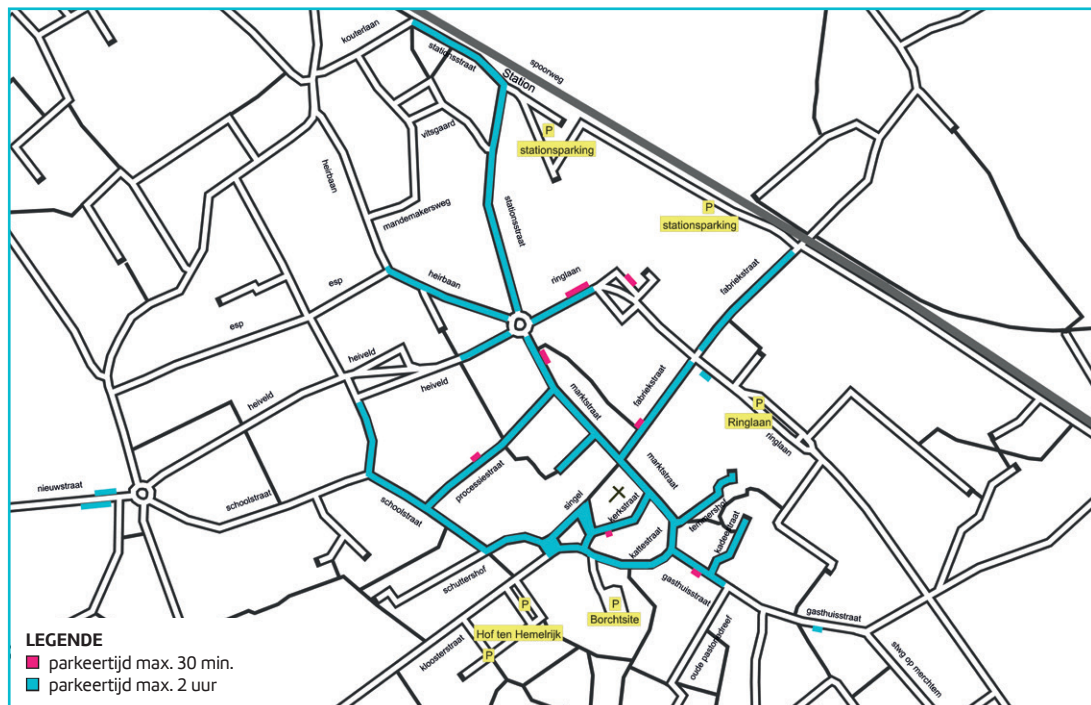 kouterlaan
stationsstraat
Station
spoorweg
vitsgaard
P
stationsparking
heirbaan
mandemakersweg
stationsstraat
P
stationsparking
esp
heirbaan
ringlaan
fabriekstraat
esp
heiveld
heiveld
heiveld
marktstraat
fabriekstraat
P
Ringlaan
ringlaan
processiestraat
marktstraat
nieuwstraat
schoolstraat
schoolstraat
singel
kerkstraat
fermershof
kadeestraat
kattestraat
schuttershof
gasthuisstraat
P
Hof ten Hemelrijk
P
P
Borchtsite
gasthuisstraat
kloosterstraat
oude pastoriedreef
stwg op merchtem
LEGENDE
parkeertijd max. 30 min.
parkeertijd max. 2 uur